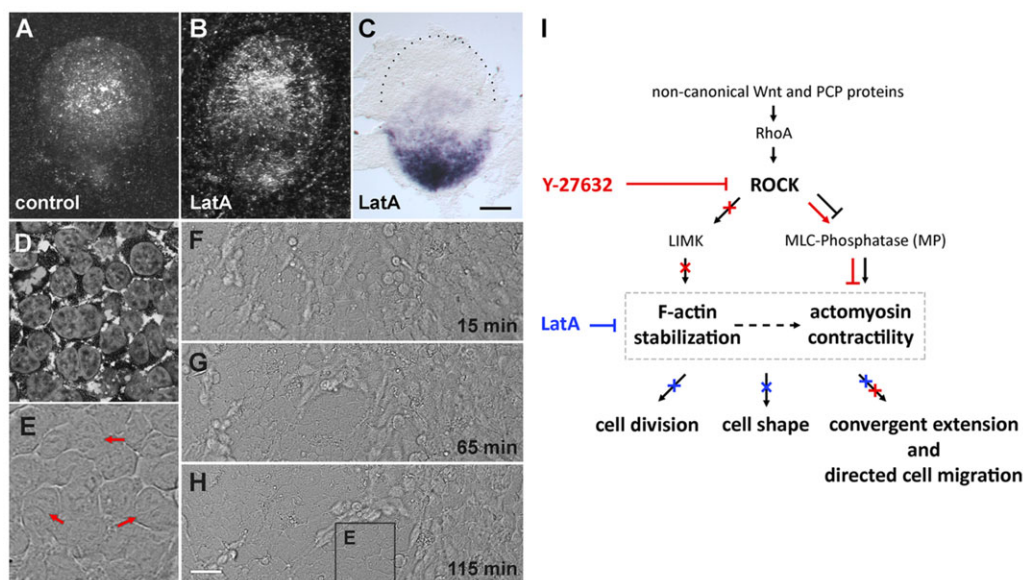 A
control
B
LatA
C
LatA
D
E
F
15 min
G
65 min
H
E
115 min
I
non-canonical Wnt and PCP proteins
RhoA
Y-27632
ROCK
LIMK
MLC-Phosphatase (MP)
LatA
F-actin
stabilization
actomyosin
contractility
cell division
cell shape
convergent extension
and
directed cell migration